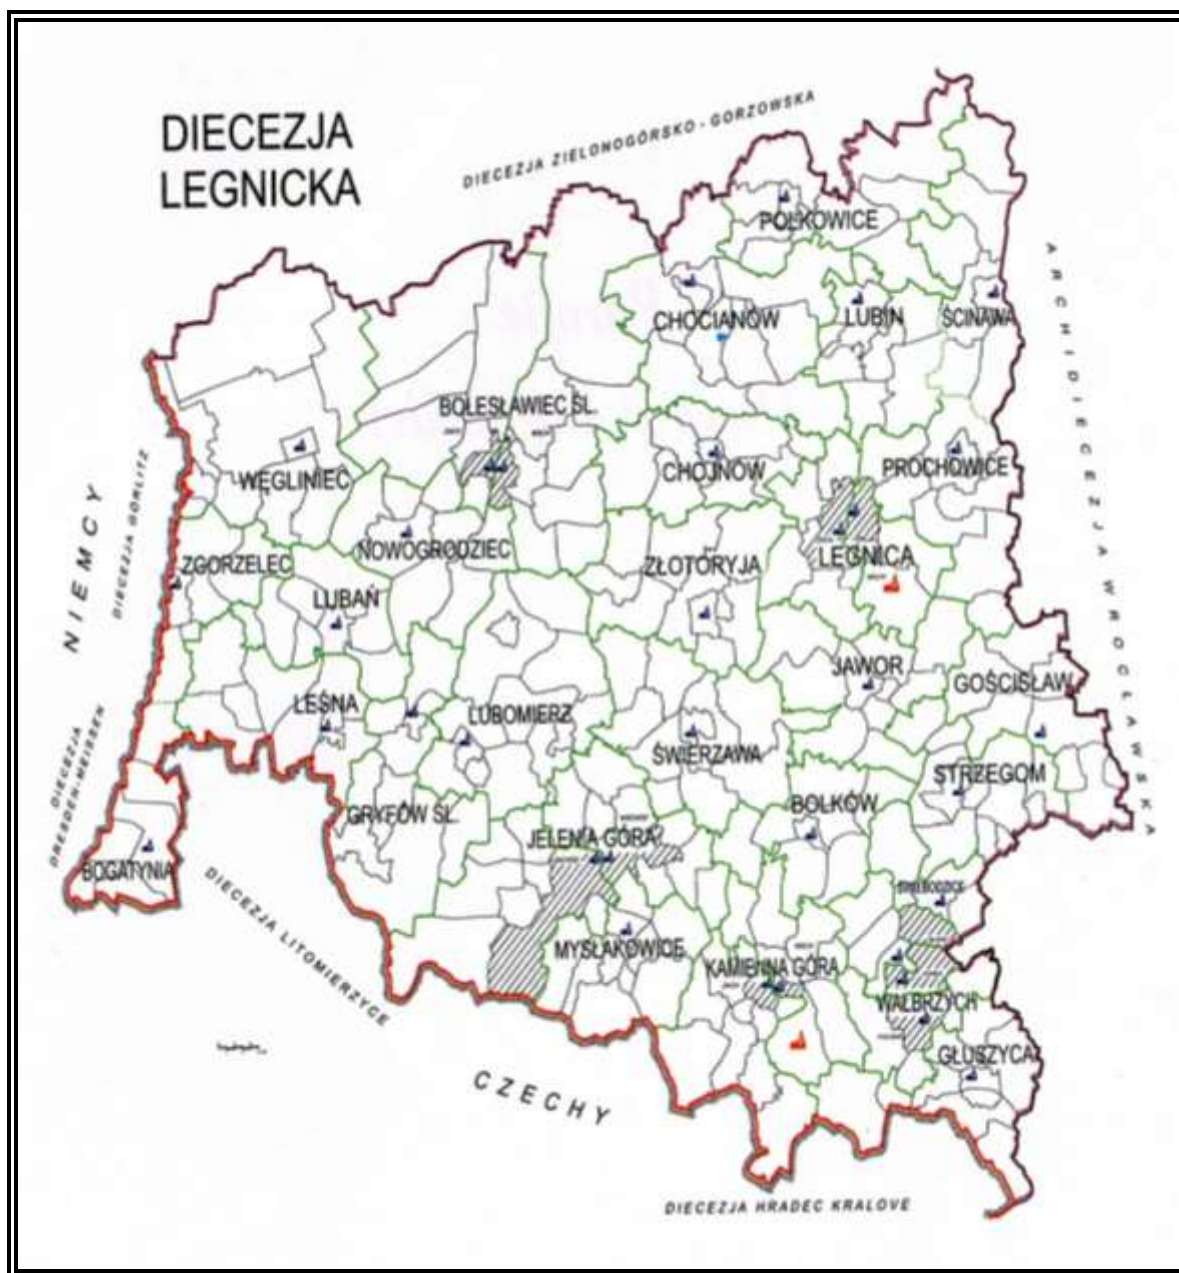 DIECEZJA
LEGNICKA
DIECEZJA ZIELONOGÓRSKO - GORZOWSKA
POLKOWICE
CHOCIANÓW
LUBIN
ŚCINAWA
ARCHIDIECEZJA WROCŁAWSKA
BOLESŁAWIEC ŚL.
WĘGLINIEC
CHOJNÓW
PROCHOWICE
NIEMCY
DIECEZJA GÖRLITZ
NOWOGRODZIEC
ZGORZELEC
ZŁOTORYJA
LEGNICA
LUBAŃ
JAWOR
GOŚCISŁAW
LEŚNA
LUBOMIERZ
ŚWIERZAWA
STRZEGOM
DIECEZJA
DRESDEN-MEISSEN
GRYFÓW ŚL.
BOLKÓW
JELENIA GÓRA
BOGATYNIA
ŚWIEBODZICE
DIECEZJA LITOMIERZYCE
MYSŁAKOWICE
KAMIENNA GÓRA
WAŁBRZYCH
GŁUSZYCA
CZECHY
DIECEZJA HRADEC KRALOVE